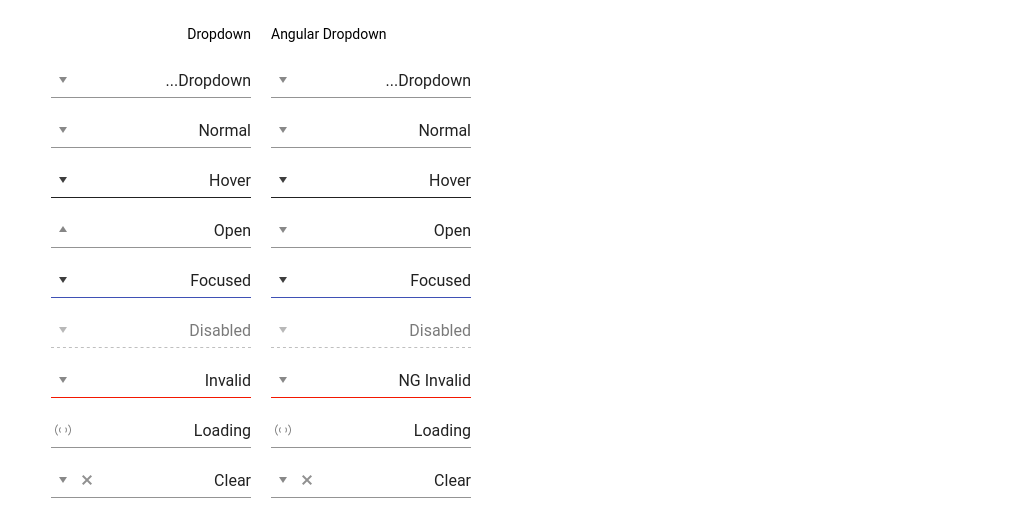 Dropdown Angular Dropdown
...Dropdown ...Dropdown
Normal Normal
Hover Hover
Open Open
Focused Focused
Disabled Disabled
Invalid NG Invalid
Loading Loading
Clear Clear